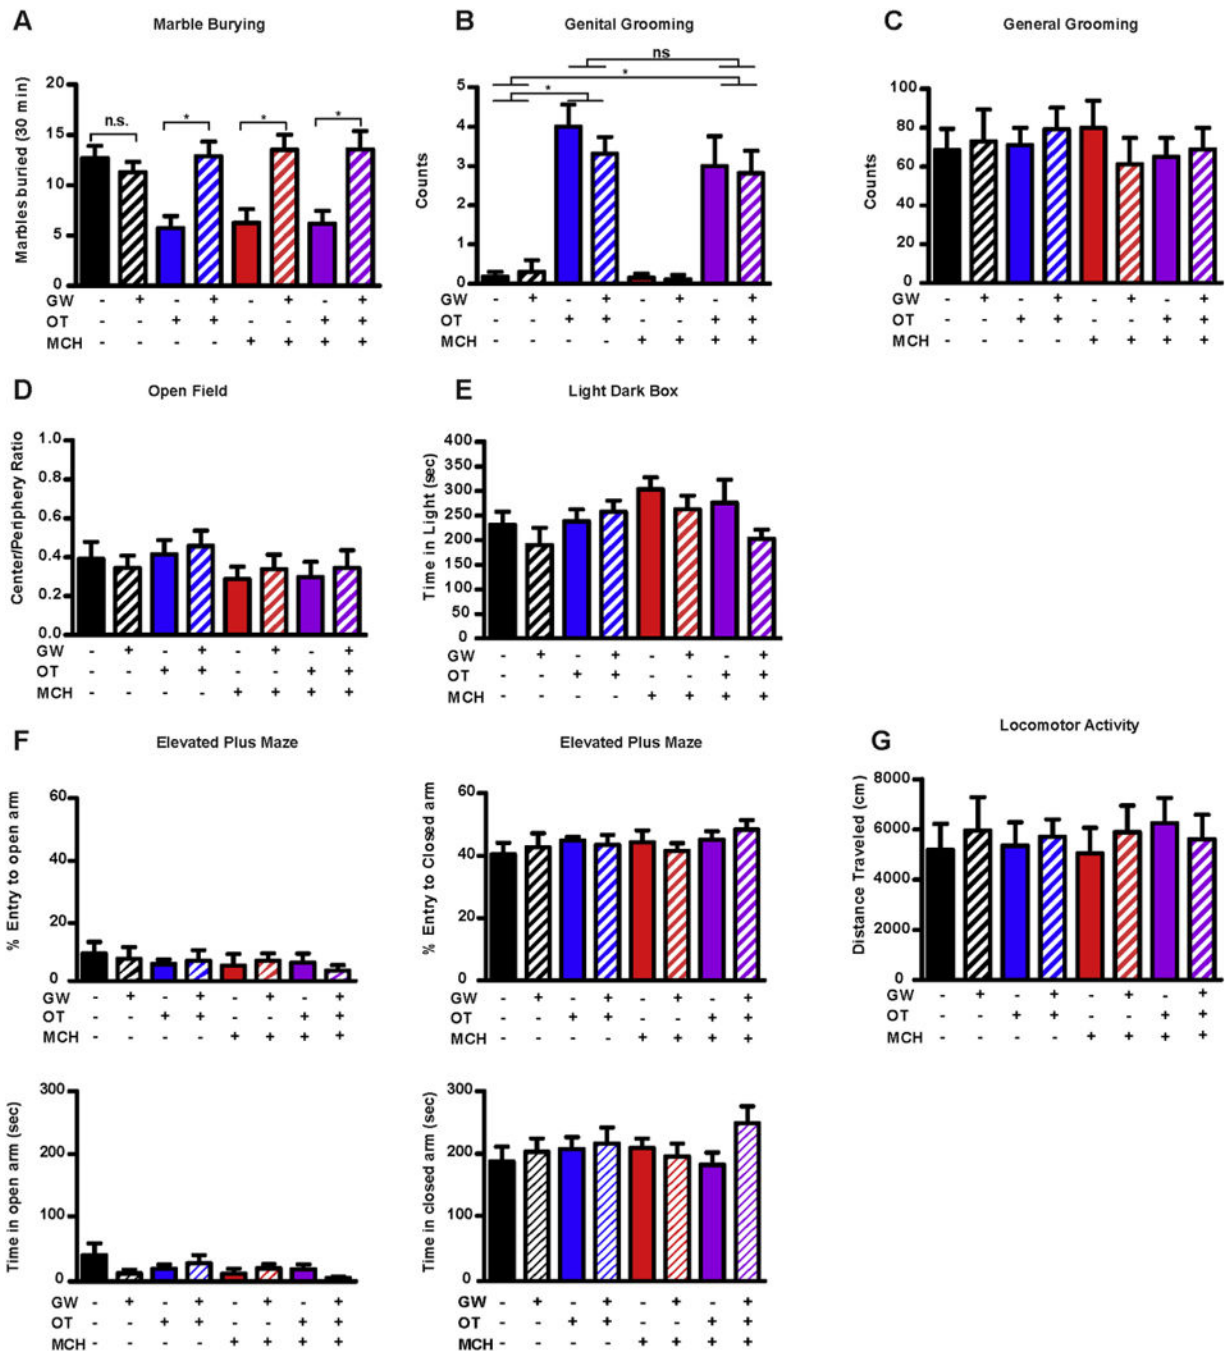 A
Marble Burying
Marbles buried (30 min)
20
15
10
5
0
n.s.
*
*
*
GW - + - + - + - +
OT - - + + - - + +
MCH - - - - + + + +
B
Genital Grooming
Counts
5
4
3
2
1
0
ns
*
*
GW - + - + - + - +
OT - - + + - - + +
MCH - - - - + + + +
C
General Grooming
Counts
100
80
60
40
20
0
GW - + - + - + - +
OT - - + + - - + +
MCH - - - - + + + +
D
Open Field
Center/Periphery Ratio
1.0
0.8
0.6
0.4
0.2
0.0
GW - + - + - + - +
OT - - + + - - + +
MCH - - - - + + + +
E
Light Dark Box
Time in Light (sec)
400
350
300
250
200
150
100
50
0
GW - + - + - + - +
OT - - + + - - + +
MCH - - - - + + + +
F
Elevated Plus Maze
% Entry to open arm
60
40
20
0
GW - + - + - + - +
OT - - + + - - + +
MCH - - - - + + + +
Elevated Plus Maze
% Entry to Closed arm
60
40
20
0
GW - + - + - + - +
OT - - + + - - + +
MCH - - - - + + + +
G
Locomotor Activity
Distance Traveled (cm)
8000
6000
4000
2000
0
GW - + - + - + - +
OT - - + + - - + +
MCH - - - - + + + +
Time in open arm (sec)
300
200
100
0
GW - + - + - + - +
OT - - + + - - + +
MCH - - - - + + + +
Time in closed arm (sec)
300
200
100
0
GW - + - + - + - +
OT - - + + - - + +
MCH - - - - + + + +